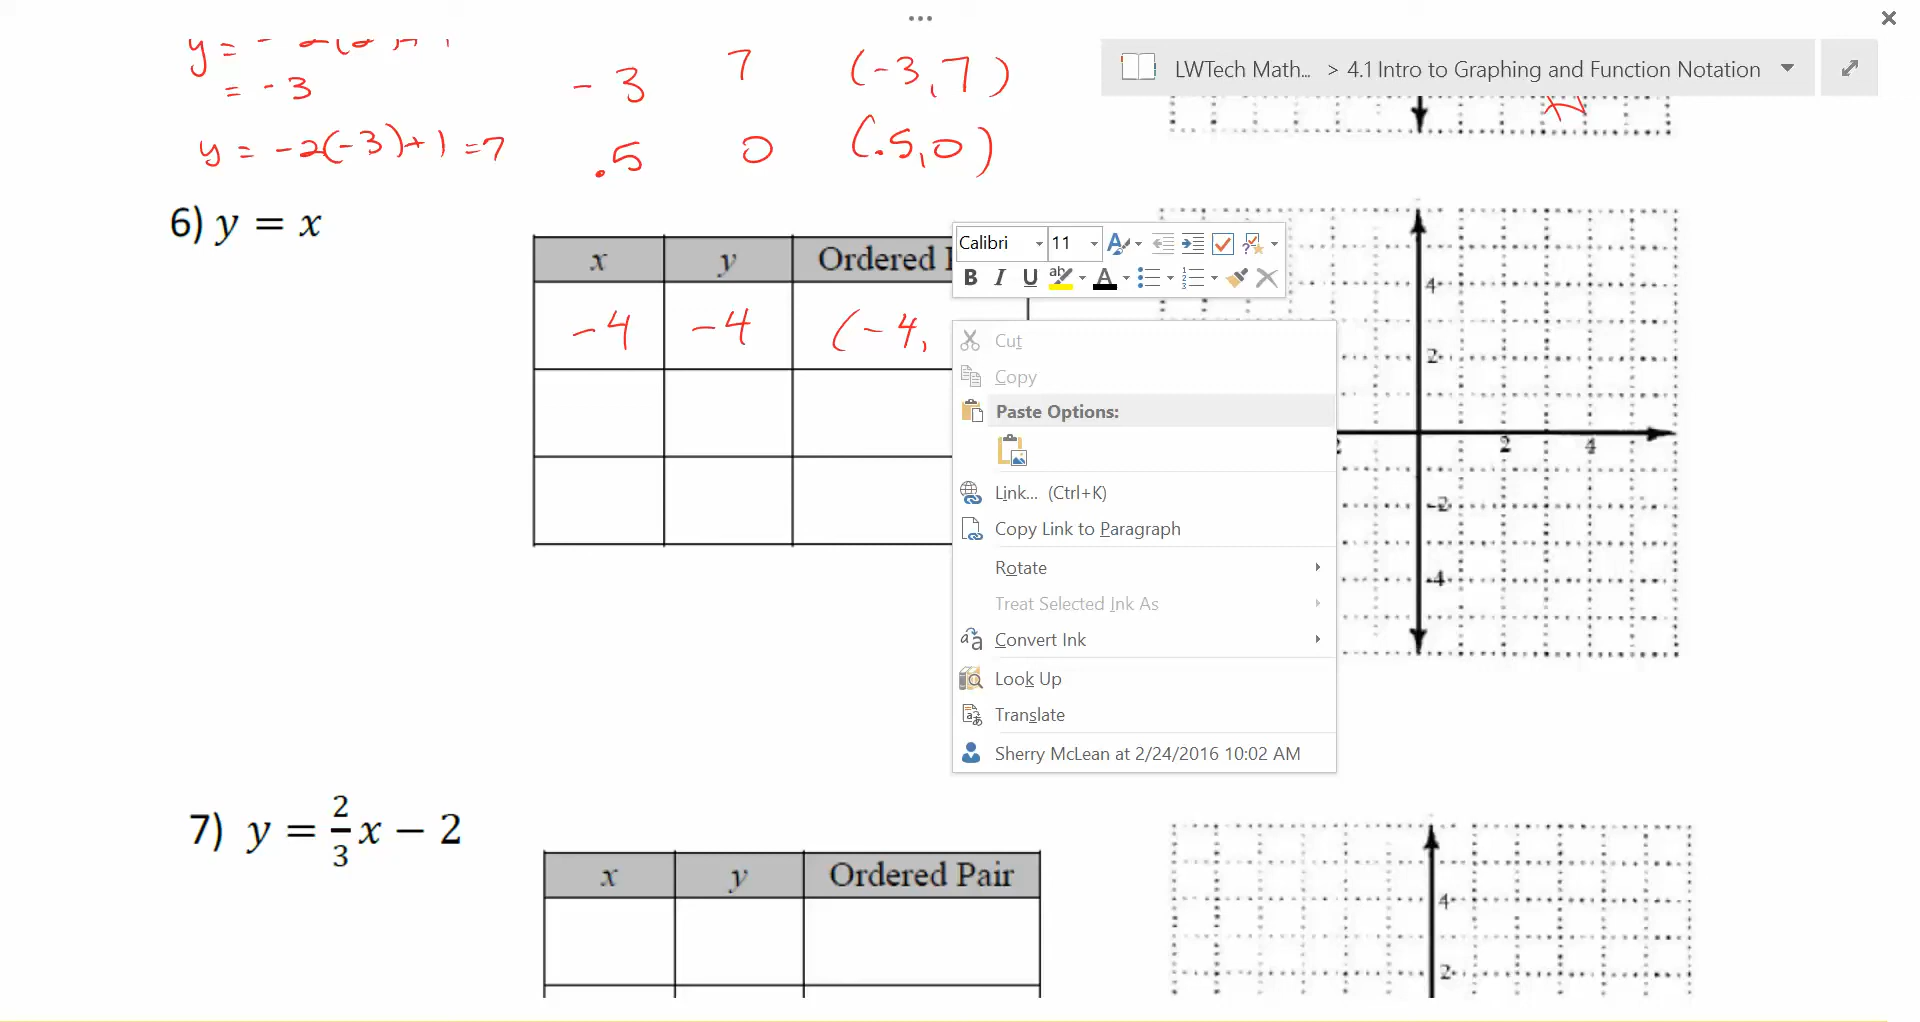 LWTech Math... > 4.1 Intro to Graphing and Function Notation
y =
= -3
-3 7 (-3,7)
y = -2(-3)+1 =7 .5 0 (.5,0)
6) y = x
x y Ordered
-4 -4 (-4,
Calibri 11
B I U A
Cut
Copy
Paste Options:
Link... (Ctrl+K)
Copy Link to Paragraph
Rotate
Treat Selected Ink As
Convert Ink
Look Up
Translate
Sherry McLean at 2/24/2016 10:02 AM
4
2
2 4
-2
-4
7) y = 2/3 x − 2
x y Ordered Pair
4
2